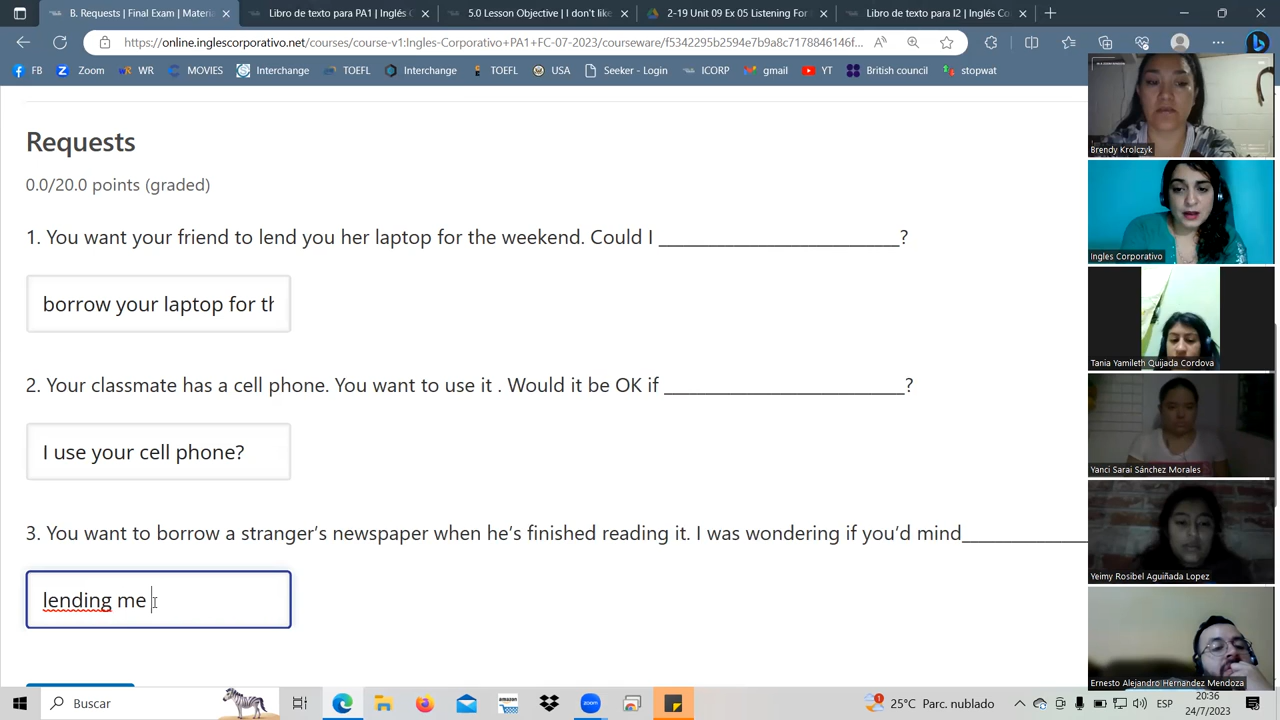 B. Final Exam: | Materia
Libro de texto para PA1 | Inglés C
5.0 Lesson Objective | I don't like
2-19 Unit 09 Ex 05 Listening For
Libro de texto para I2 | Inglés Co
https://online.inglescorporativo.net/courses/course-v1:Ingles-Corporativo+PA1+FC-07-2023/courseware/f5342295b2594e7b9a8c7178846146f...
FB
Zoom
WR
MOVIES
Interchange
TOEFL
Interchange
TOEFL
USA
Seeker - Login
ICORP
gmail
YT
British council
stopwat
Requests
0.0/20.0 points (graded)
1. You want your friend to lend you her laptop for the weekend. Could I ______________________?
borrow your laptop for th
2. Your classmate has a cell phone. You want to use it . Would it be OK if ______________________?
I use your cell phone?
3. You want to borrow a stranger's newspaper when he's finished reading it. I was wondering if you'd mind____________
lending me
Brendy Krolczyk
Ingles Corporativo
Tania Yamileth Quijada Cordova
Yanci Sarai Sánchez Morales
Yeimy Rosibel Aguiñada Lopez
Ernesto Alejandro Hernandez Mendoza
Buscar
25°C Parc. nublado
ESP
20:36
24/7/2023